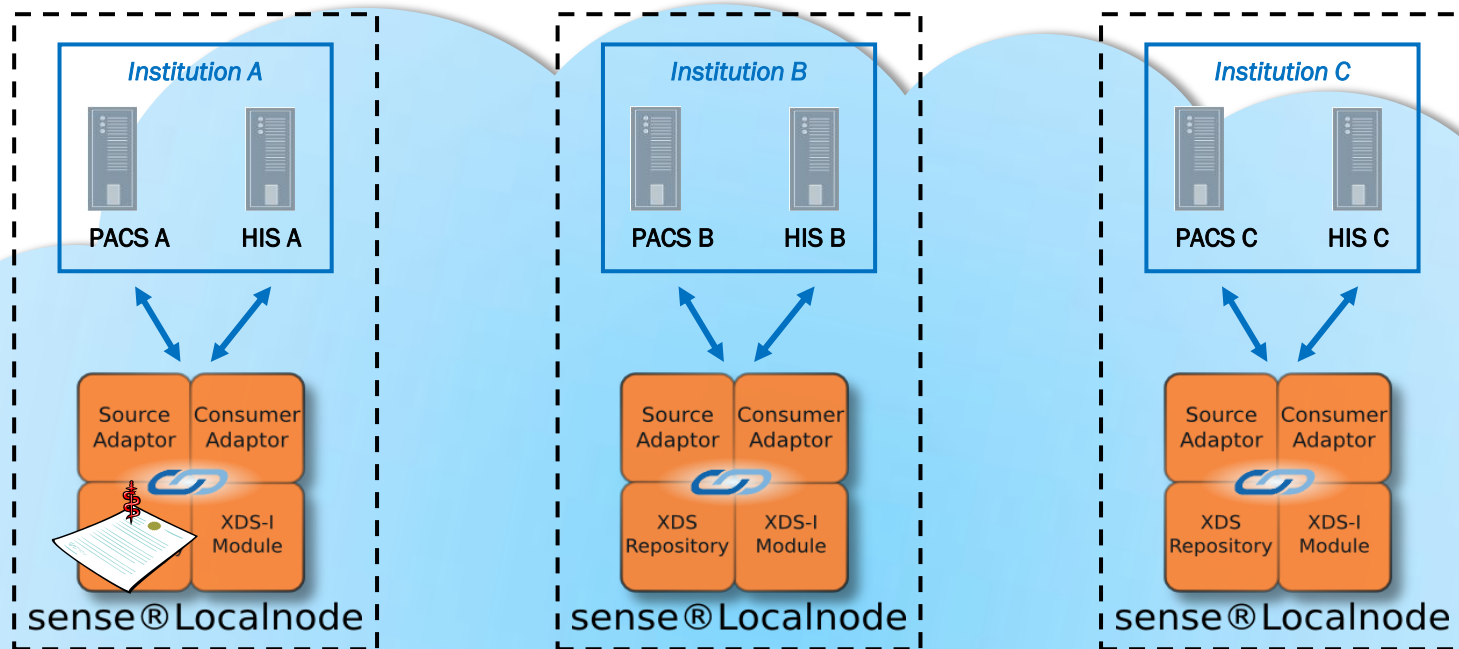 Institution A
PACS A
HIS A
Source
Adaptor
Consumer
Adaptor
XDS-I
Module
sense®Localnode
Institution B
PACS B
HIS B
Source
Adaptor
Consumer
Adaptor
XDS
Repository
XDS-I
Module
sense®Localnode
Institution C
PACS C
HIS C
Source
Adaptor
Consumer
Adaptor
XDS
Repository
XDS-I
Module
sense®Localnode